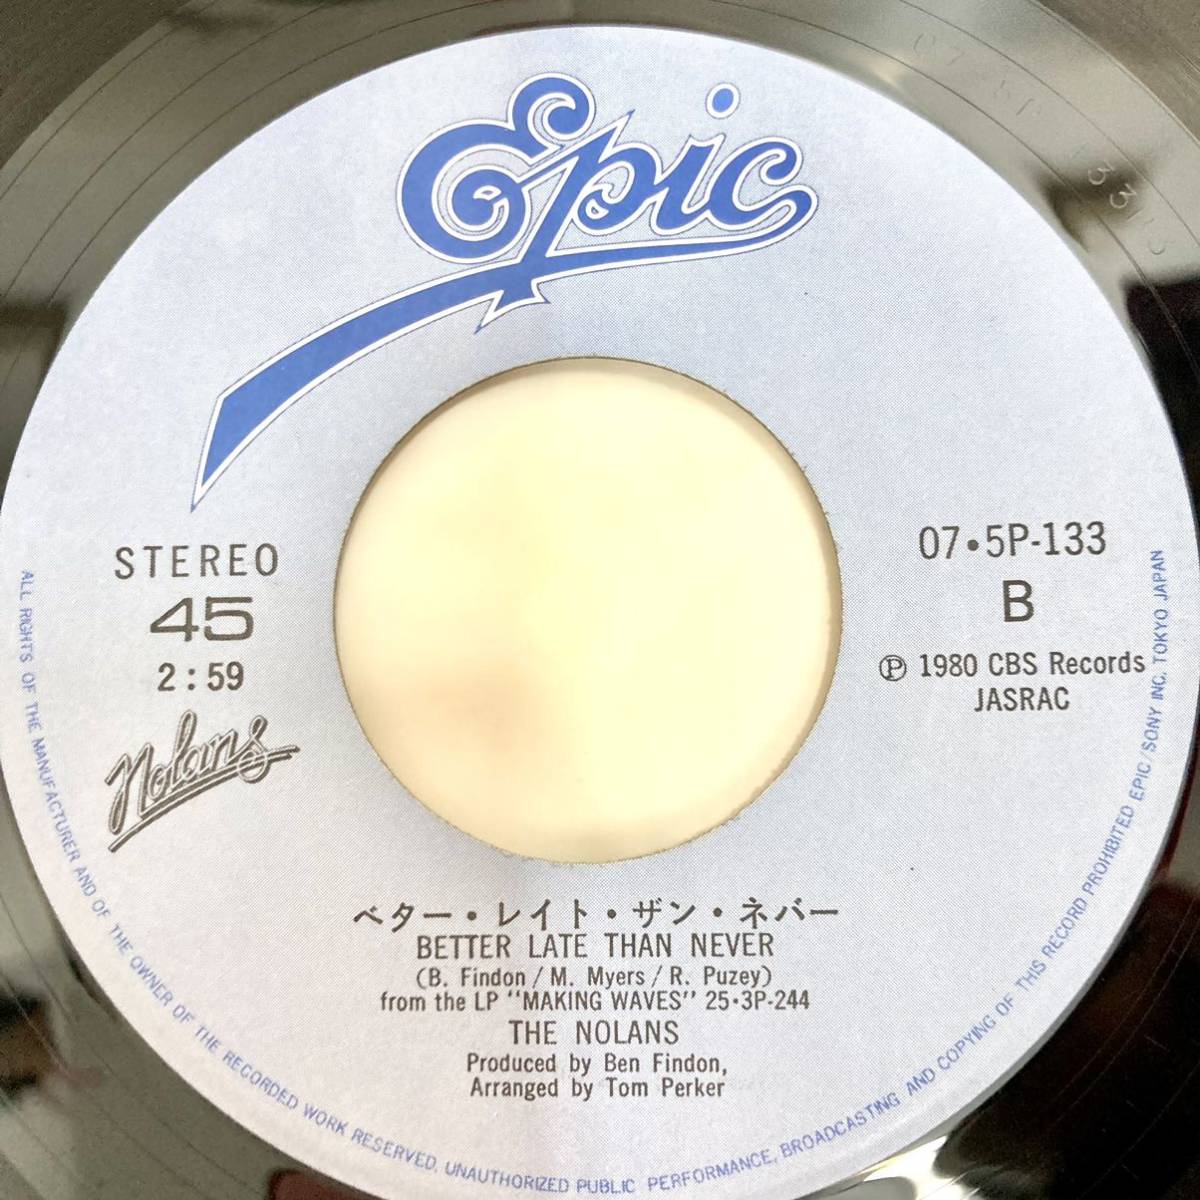 Epic
STEREO
45
2:59
Nolans
07•5P-133
B
Ⓟ 1980 CBS Records
JASRAC
ベター・レイト・ザン・ネバー
BETTER LATE THAN NEVER
(B. Findon / M. Myers / R. Puzey)
from the LP "MAKING WAVES" 25•3P-244
THE NOLANS
Produced by Ben Findon,
Arranged by Tom Perker
ALL RIGHTS OF THE MANUFACTURER AND OF THE OWNER OF THE RECORDED WORK RESERVED. UNAUTHORIZED PUBLIC PERFORMANCE, BROADCASTING AND COPYING OF THIS RECORD PROHIBITED EPIC/SONY INC. TOKYO JAPAN